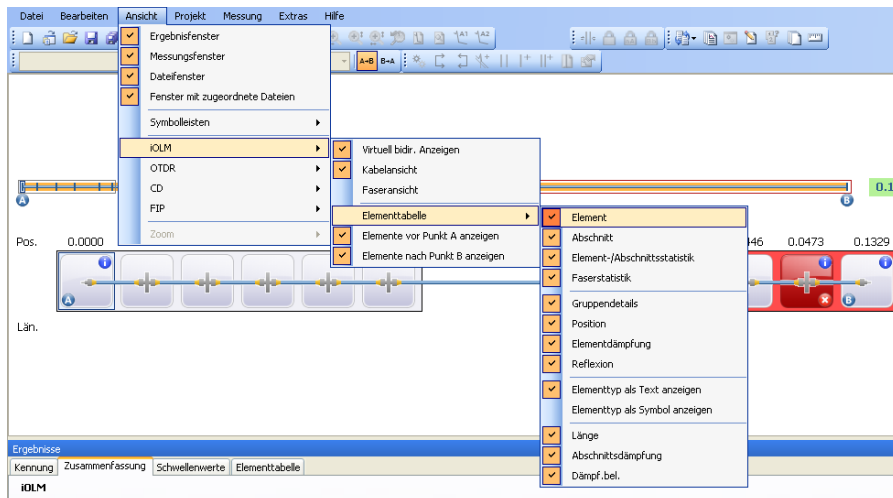 Datei Bearbeiten Ansicht Projekt Messung Extras Hilfe
Ergebnisfenster
Messungsfenster
A→B B→A
Dateifenster
Fenster mit zugeordnete Dateien
Symbolleisten
iOLM
Virtuell bidir. Anzeigen
OTDR
Kabelansicht
CD
Faseransicht
0.1
A
B
FIP
Elementtabelle
Element
Zoom
Elemente vor Punkt A anzeigen
Abschnitt
Pos. 0.0000
446 0.0473 0.1329
Elemente nach Punkt B anzeigen
Element-/Abschnittsstatistik
Faserstatistik
A
B
Gruppendetails
Position
Län.
Elementdämpfung
Reflexion
Elementtyp als Text anzeigen
Elementtyp als Symbol anzeigen
Länge
Abschnittsdämpfung
Dämpf.bel.
Ergebnisse
Kennung Zusammenfassung Schwellenwerte Elementtabelle
iOLM